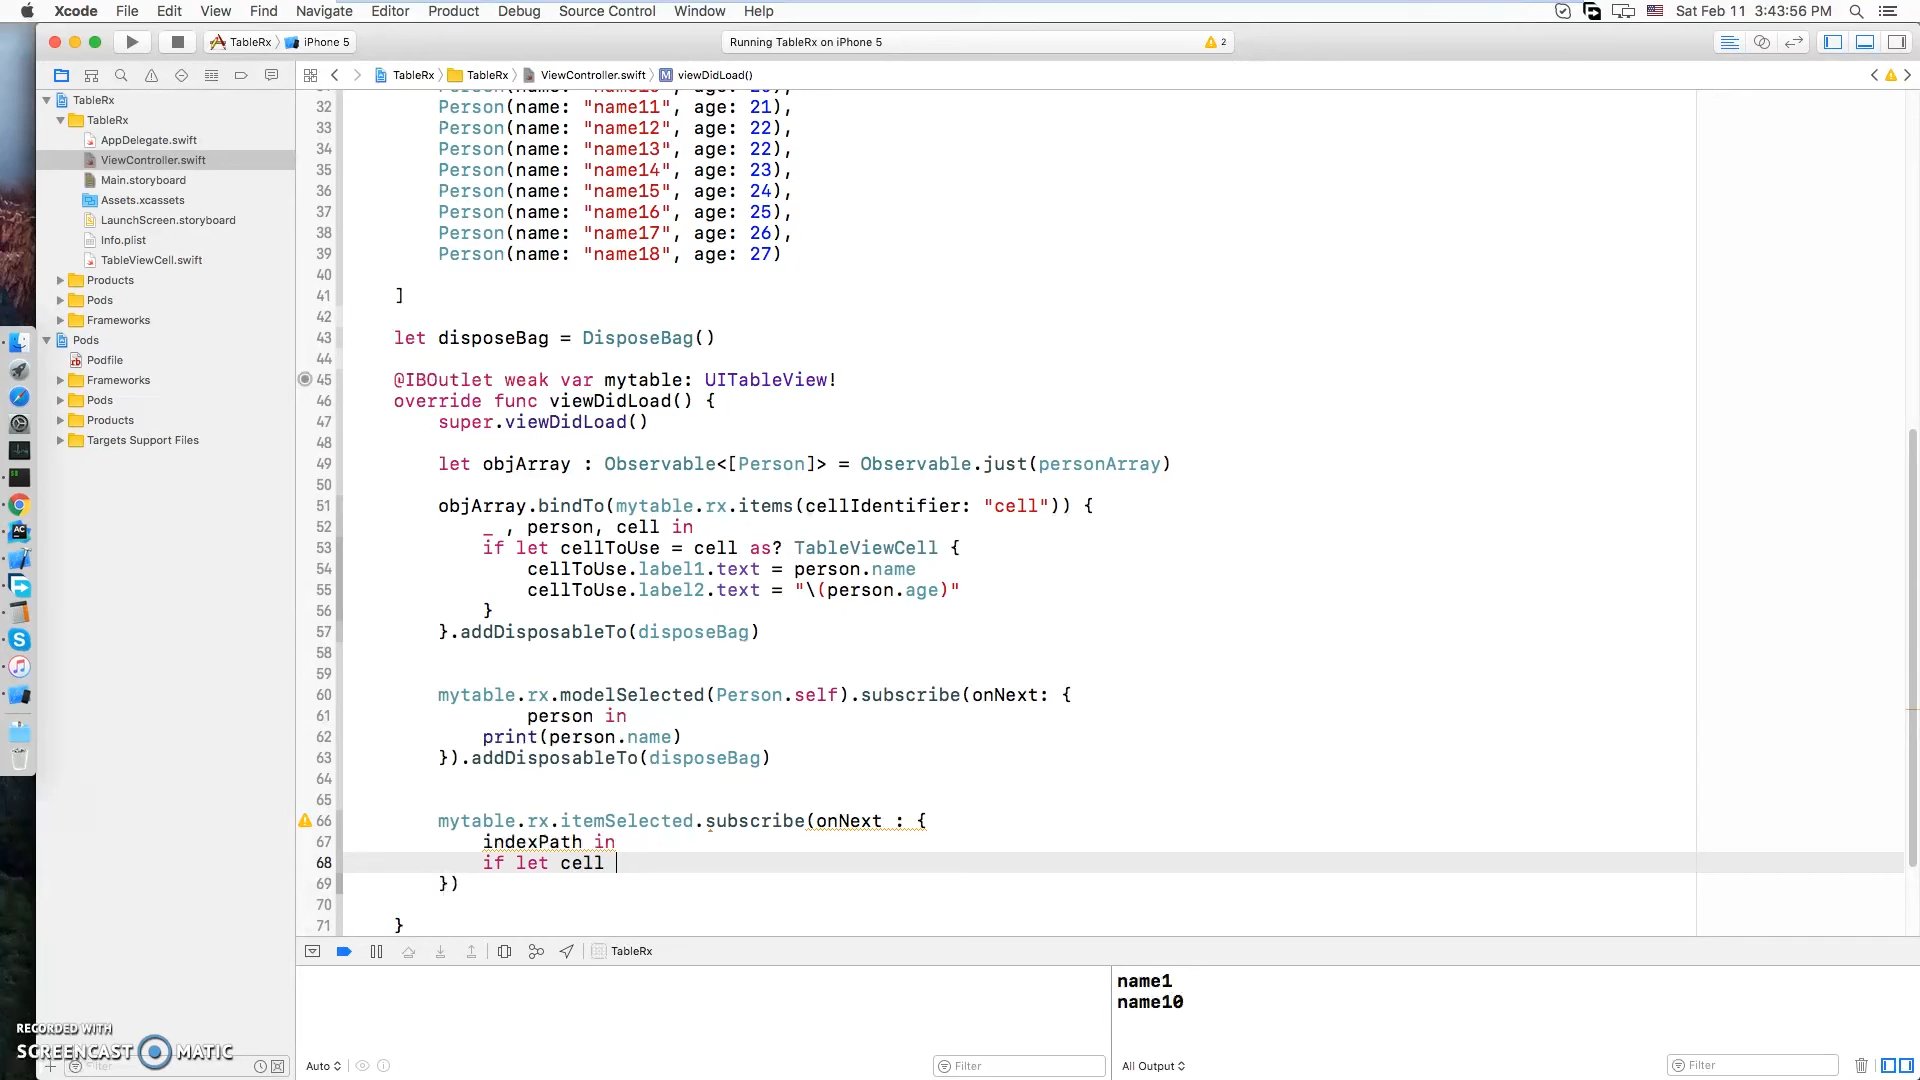 Xcode File Edit View Find Navigate Editor Product Debug Source Control Window Help Sat Feb 11 3:43:56 PM
TableRx iPhone 5 Running TableRx on iPhone 5 2
TableRx TableRx ViewController.swift viewDidLoad()
TableRx
TableRx
AppDelegate.swift
ViewController.swift
Main.storyboard
Assets.xcassets
LaunchScreen.storyboard
Info.plist
TableViewCell.swift
Products
Pods
Frameworks
Pods
Podfile
Frameworks
Pods
Products
Targets Support Files
32 Person(name: "name11", age: 21),
33 Person(name: "name12", age: 22),
34 Person(name: "name13", age: 22),
35 Person(name: "name14", age: 23),
36 Person(name: "name15", age: 24),
37 Person(name: "name16", age: 25),
38 Person(name: "name17", age: 26),
39 Person(name: "name18", age: 27)
40
41 ]
42
43 let disposeBag = DisposeBag()
44
45 @IBOutlet weak var mytable: UITableView!
46 override func viewDidLoad() {
47 super.viewDidLoad()
48
49 let objArray : Observable<[Person]> = Observable.just(personArray)
50
51 objArray.bindTo(mytable.rx.items(cellIdentifier: "cell")) {
52 _ , person, cell in
53 if let cellToUse = cell as? TableViewCell {
54 cellToUse.label1.text = person.name
55 cellToUse.label2.text = "\(person.age)"
56 }
57 }.addDisposableTo(disposeBag)
58
59
60 mytable.rx.modelSelected(Person.self).subscribe(onNext: {
61 person in
62 print(person.name)
63 }).addDisposableTo(disposeBag)
64
65
66 mytable.rx.itemSelected.subscribe(onNext : {
67 indexPath in
68 if let cell
69 })
70
71 }
TableRx
name1
name10
RECORDED WITH
SCREENCAST MATIC
Filter
Auto
Filter
All Output
Filter